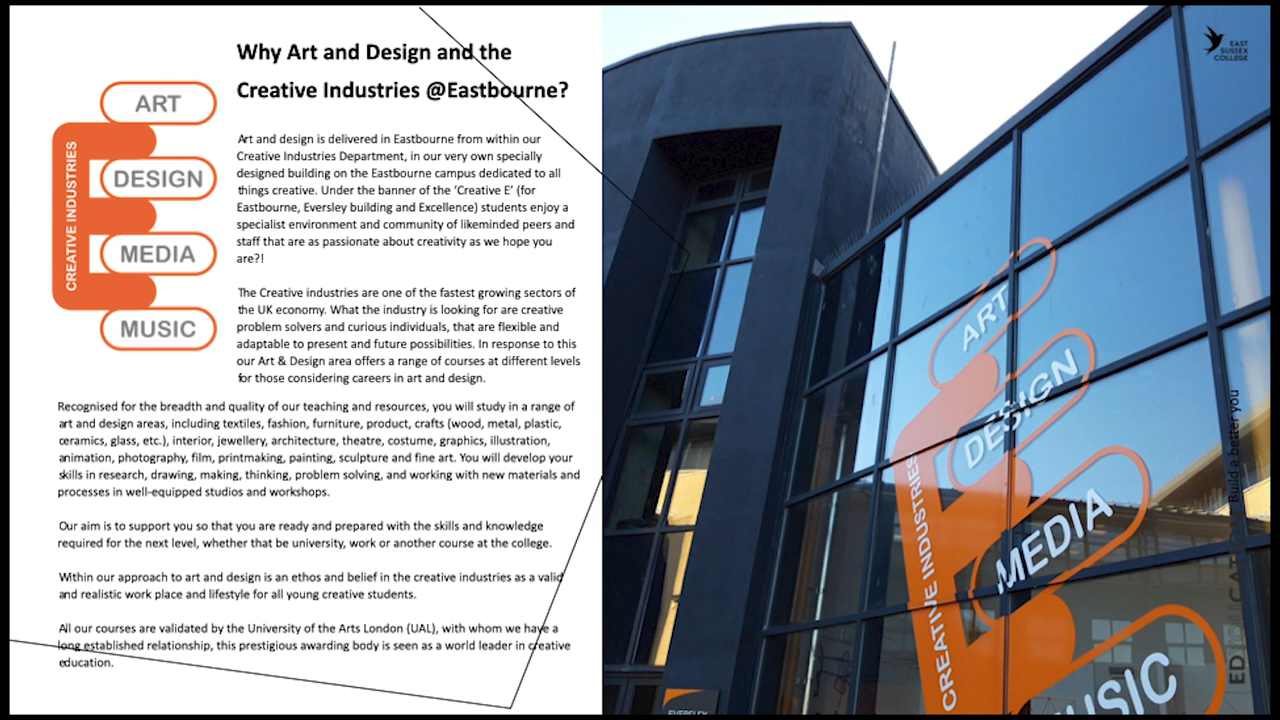 Why Art and Design and the
Creative Industries @Eastbourne?
ART
DESIGN
MEDIA
MUSIC
CREATIVE INDUSTRIES
Art and design is delivered in Eastbourne from within our
Creative Industries Department, in our very own specially
designed building on the Eastbourne campus dedicated to all
things creative. Under the banner of the ‘Creative E’ (for
Eastbourne, Eversley building and Excellence) students enjoy a
specialist environment and community of likeminded peers and
staff that are as passionate about creativity as we hope you
are?!
The Creative industries are one of the fastest growing sectors of
the UK economy. What the industry is looking for are creative
problem solvers and curious individuals, that are flexible and
adaptable to present and future possibilities. In response to this
our Art & Design area offers a range of courses at different levels
for those considering careers in art and design.
Recognised for the breadth and quality of our teaching and resources, you will study in a range of
art and design areas, including textiles, fashion, furniture, product, crafts (wood, metal, plastic,
ceramics, glass, etc.), interior, jewellery, architecture, theatre, costume, graphics, illustration,
animation, photography, film, printmaking, painting, sculpture and fine art. You will develop your
skills in research, drawing, making, thinking, problem solving, and working with new materials and
processes in well-equipped studios and workshops.
Our aim is to support you so that you are ready and prepared with the skills and knowledge
required for the next level, whether that be university, work or another course at the college.
Within our approach to art and design is an ethos and belief in the creative industries as a valid
and realistic work place and lifestyle for all young creative students.
All our courses are validated by the University of the Arts London (UAL), with whom we have a
long established relationship, this prestigious awarding body is seen as a world leader in creative
education.
EAST
SUSSEX
COLLEGE
ART
DESIGN
MEDIA
MUSIC
CREATIVE INDUSTRIES
EVERSLEY
Build a better you